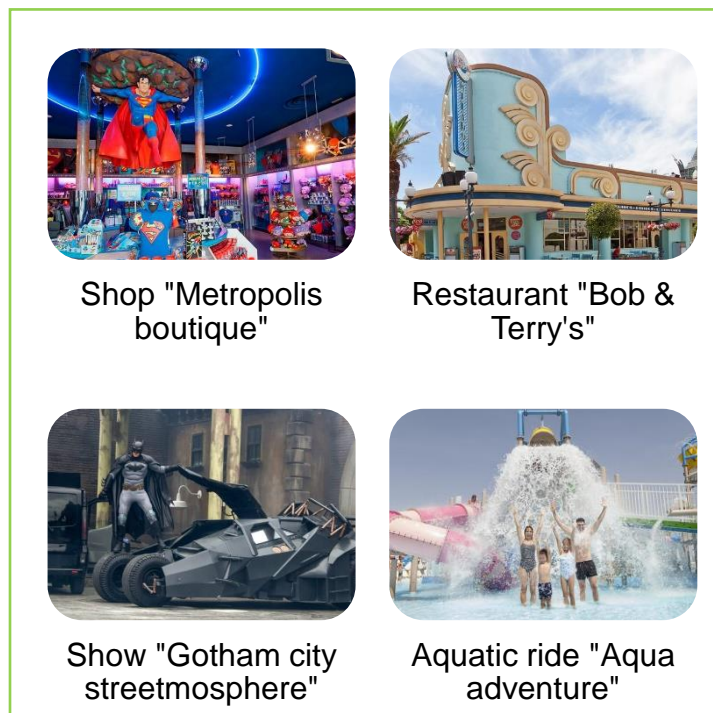 Shop "Metropolis
boutique"
Restaurant "Bob &
Terry's"
Show "Gotham city
streetmosphere"
Aquatic ride "Aqua
adventure"